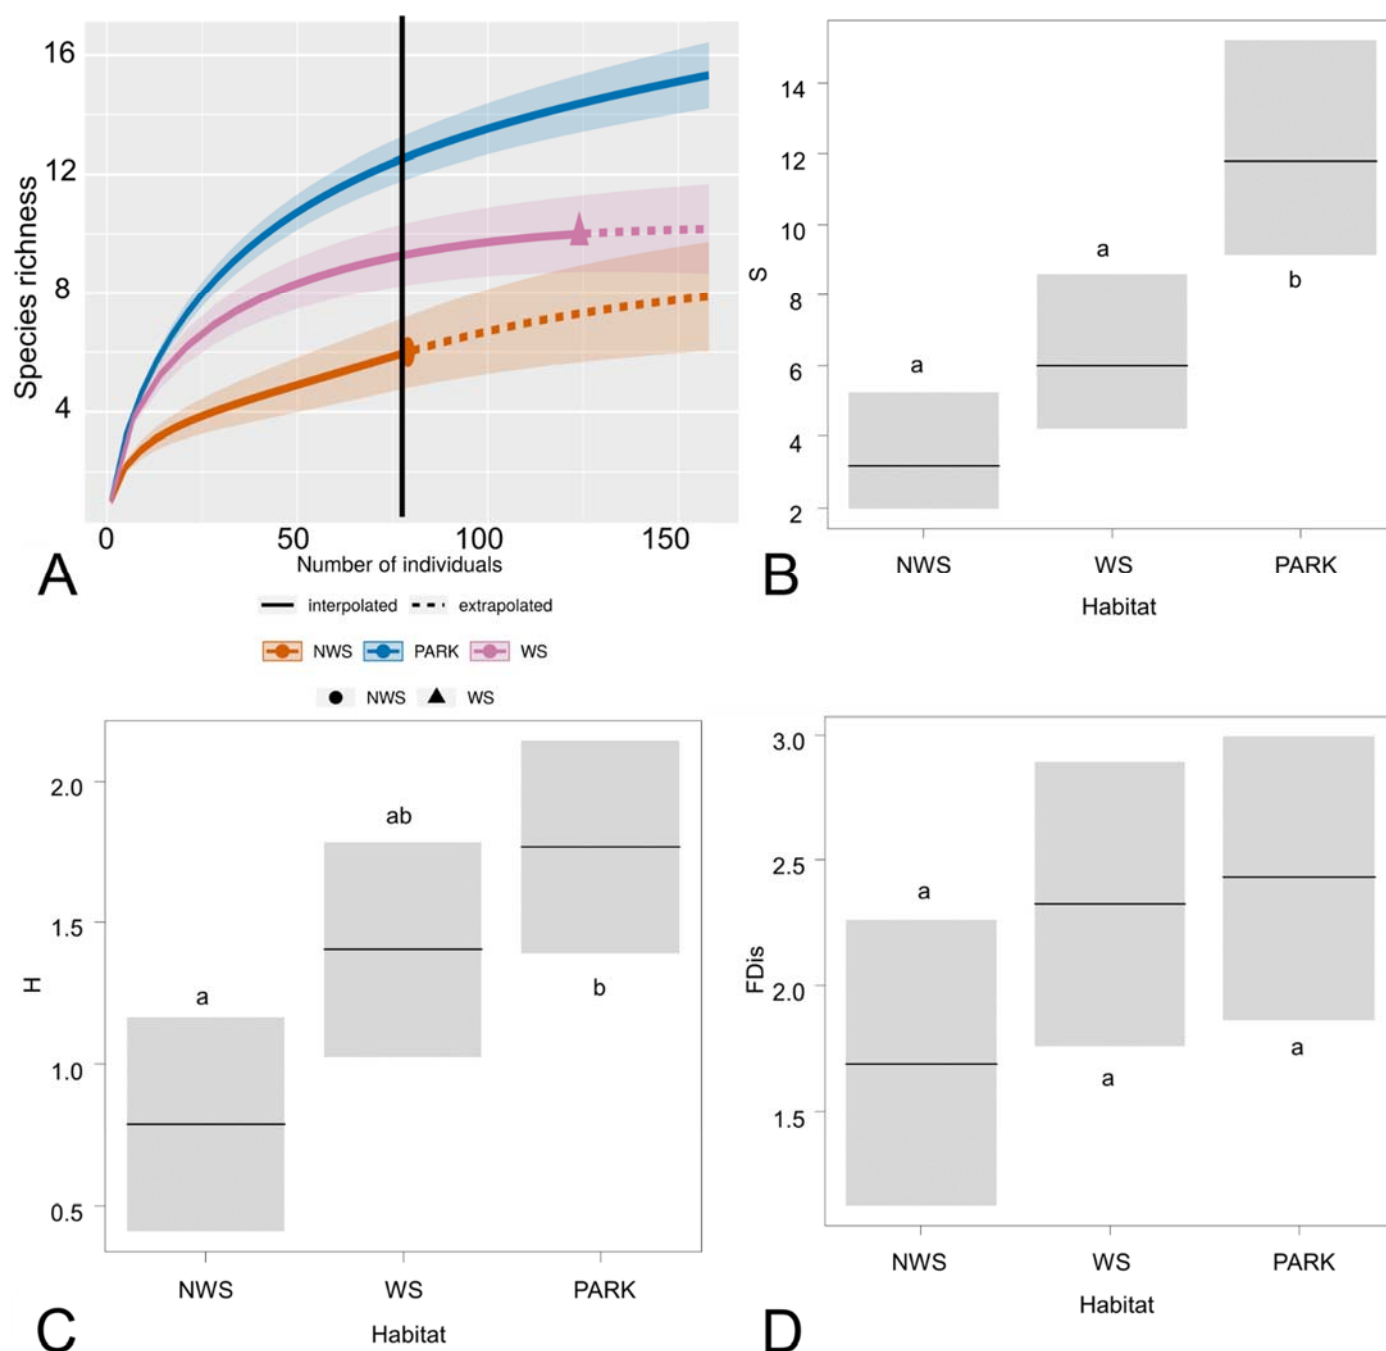 Species richness
16
12
8
4
0 50 100 150
Number of individuals
A
interpolated extrapolated
NWS PARK WS
NWS WS
S
14
12
10
8
6
4
2
a
a
b
NWS WS PARK
Habitat
B
H
2.0
1.5
1.0
0.5
a
ab
b
NWS WS PARK
Habitat
C
FDis
3.0
2.5
2.0
1.5
a
a
a
NWS WS PARK
Habitat
D